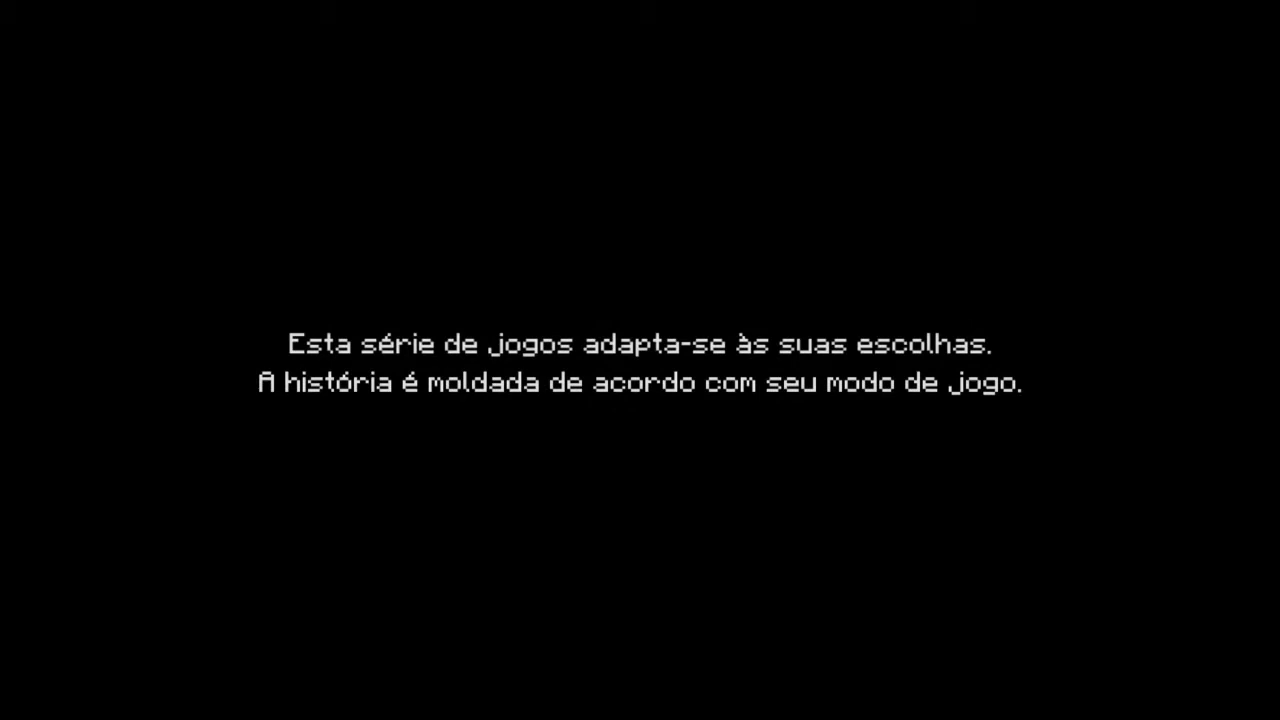 Esta série de jogos adapta-se às suas escolhas.
A história é moldada de acordo com seu modo de jogo.